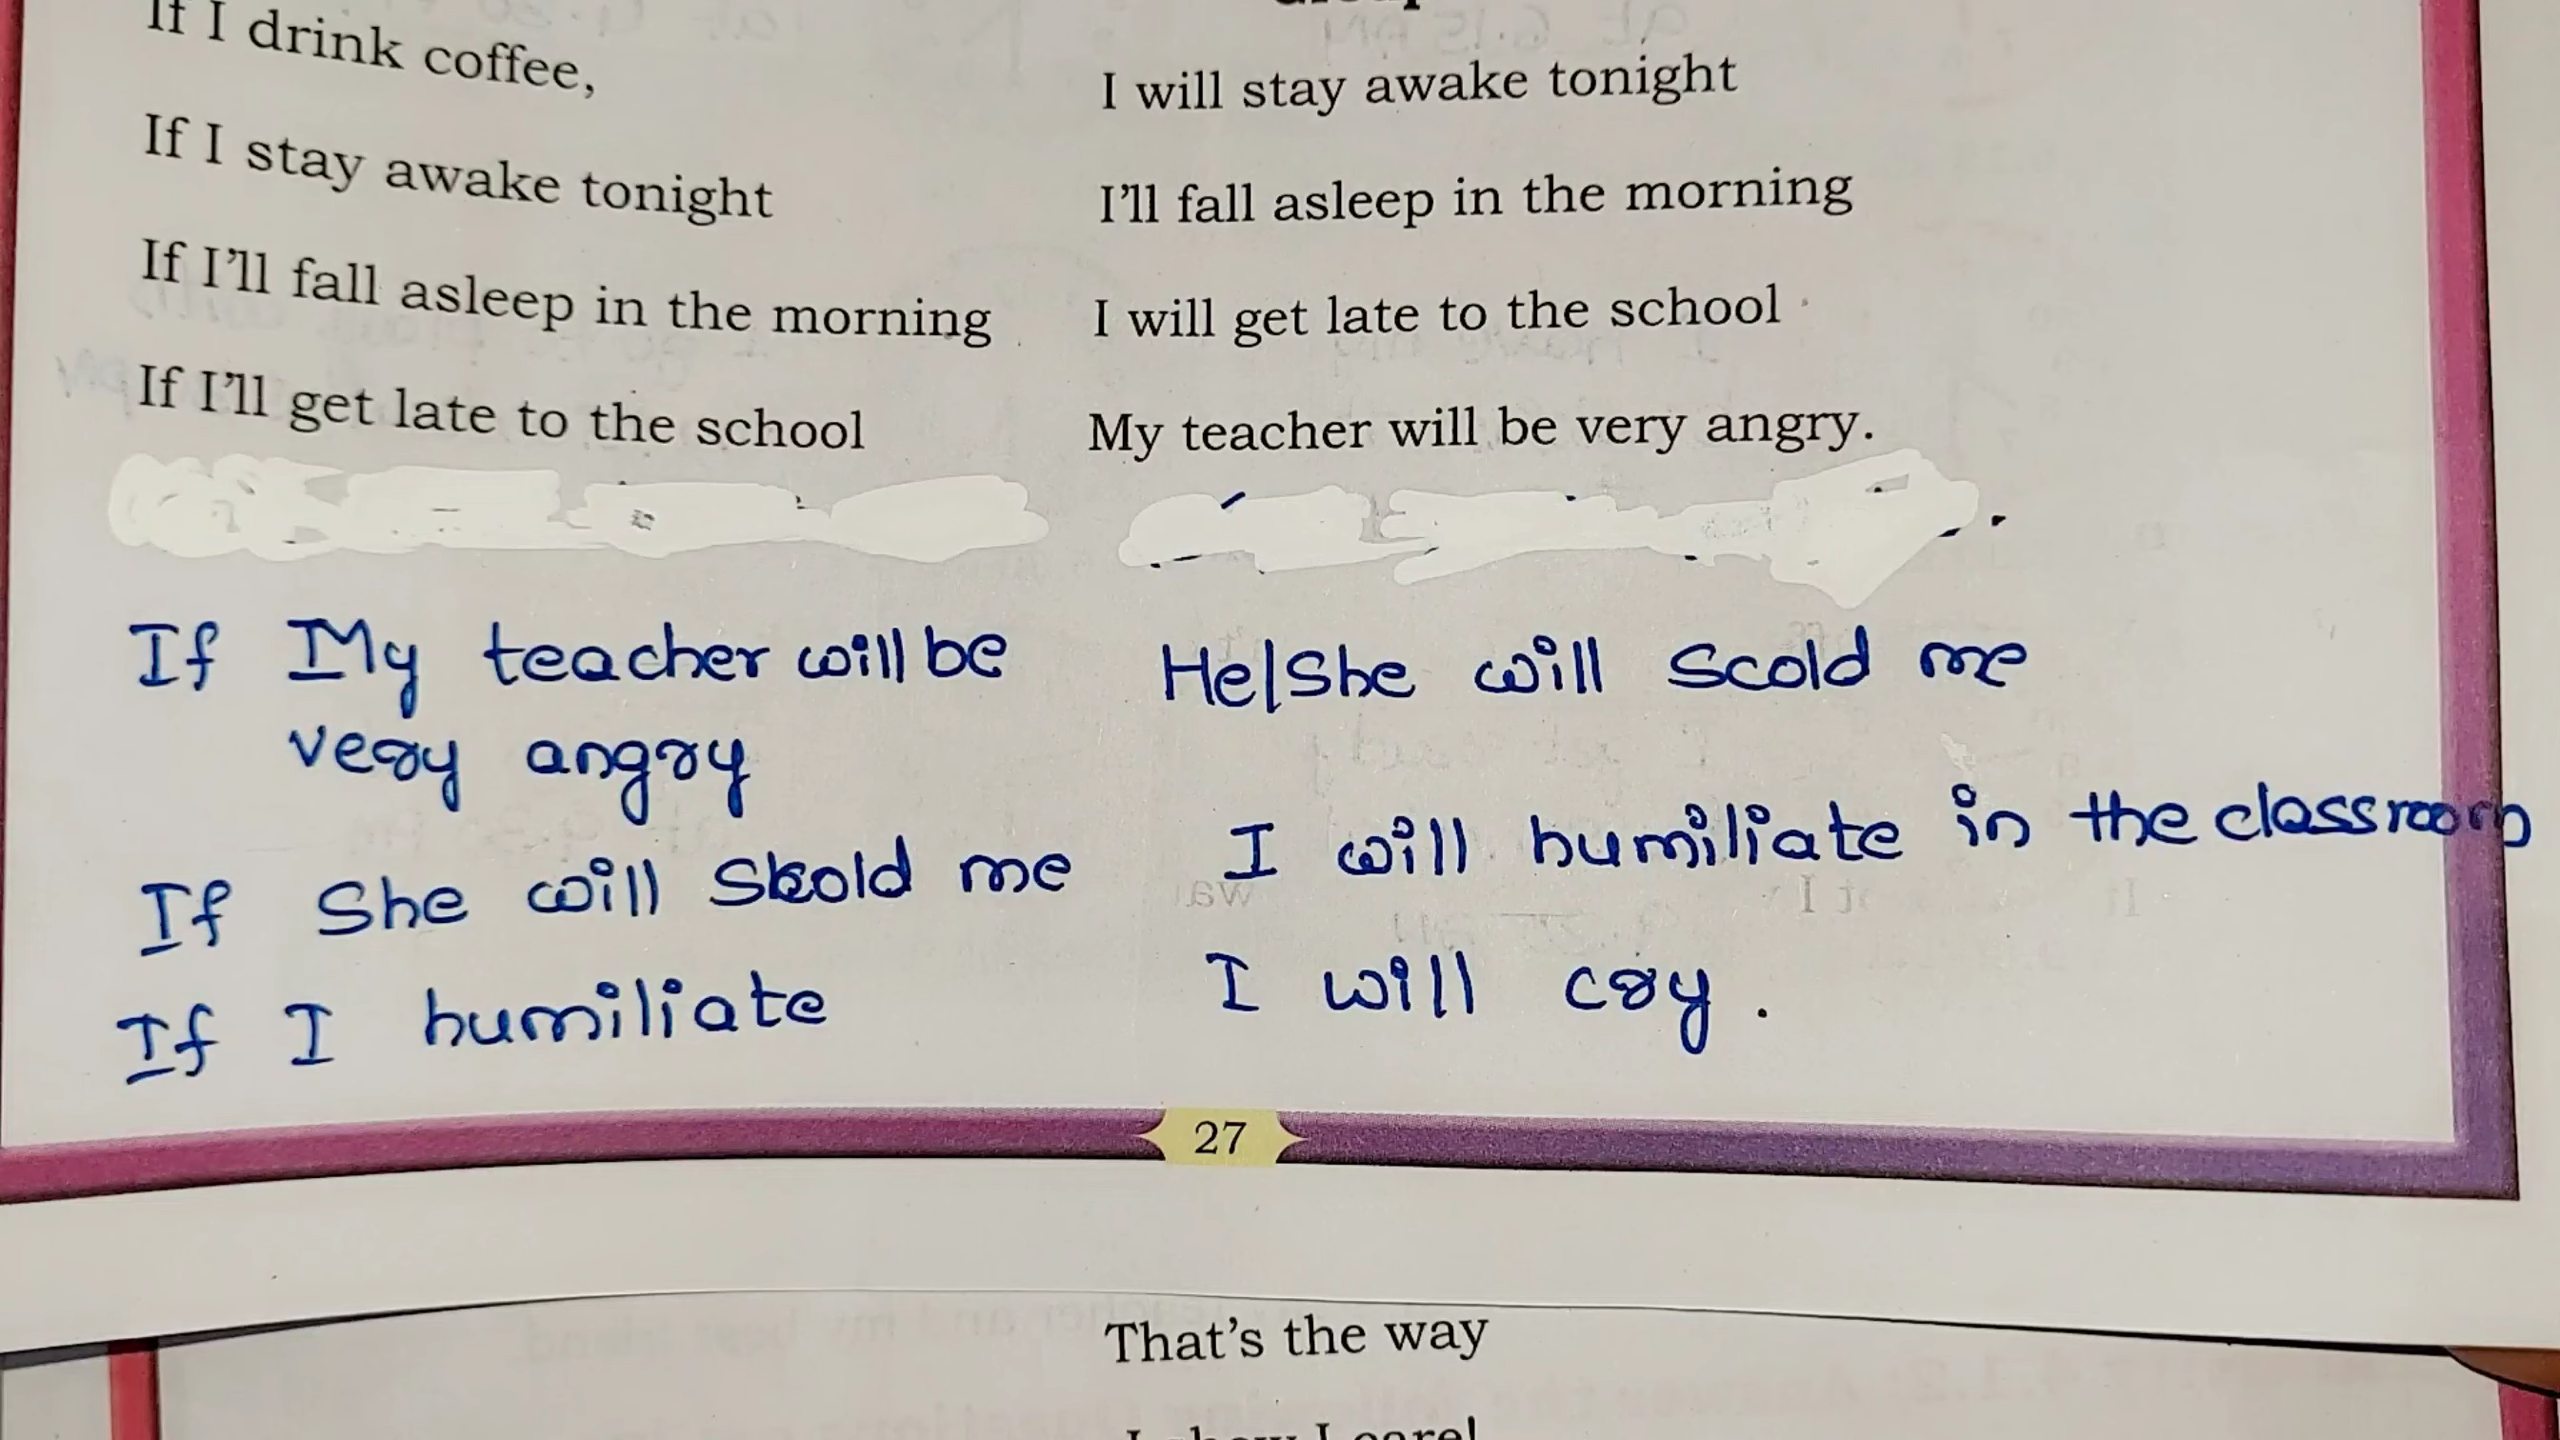 If I drink coffee,
I will stay awake tonight
If I stay awake tonight
I'll fall asleep in the morning
If I'll fall asleep in the morning
I will get late to the school
If I'll get late to the school
My teacher will be very angry.
If My teacher will be
very angry
He/She will scold me
If She will Skold me
I will humiliate in the classroom
If I humiliate
I will cry.
27
That's the way
I show I care!